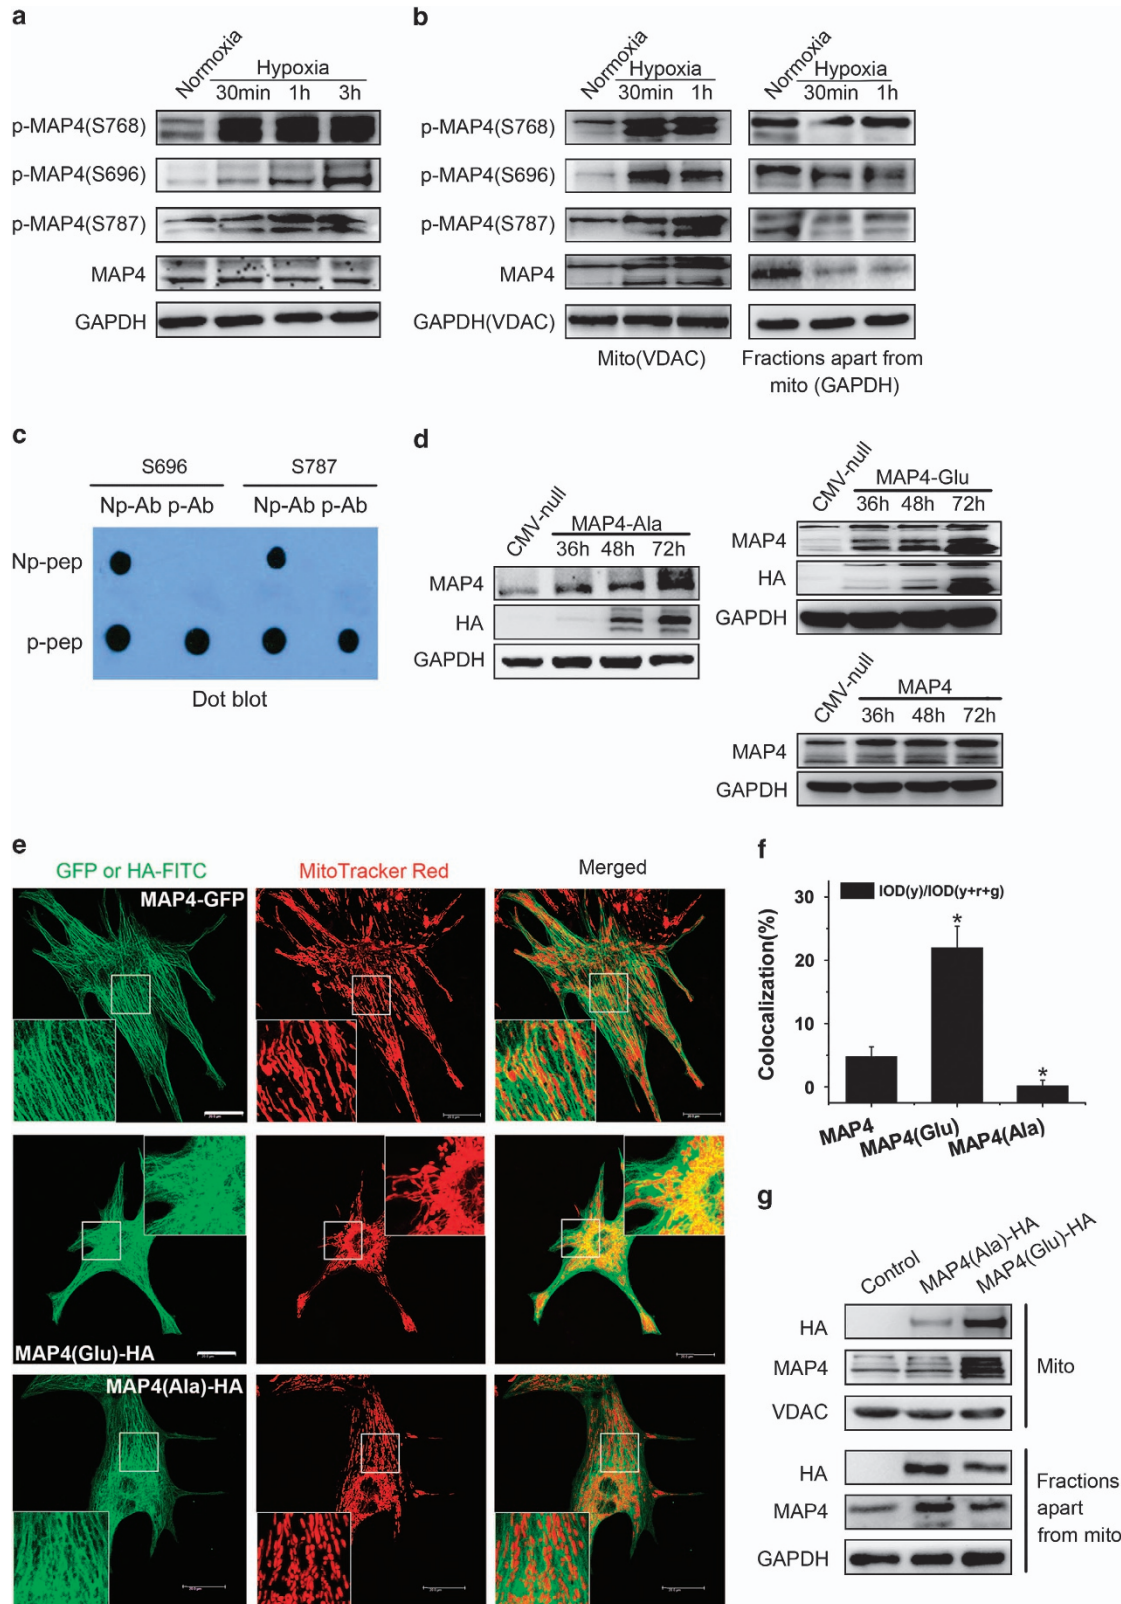 a
Normoxia
Hypoxia
30min 1h 3h
p-MAP4(S768)
p-MAP4(S696)
p-MAP4(S787)
MAP4
GAPDH
b
Normoxia
Hypoxia
30min 1h
Normoxia
Hypoxia
30min 1h
p-MAP4(S768)
p-MAP4(S696)
p-MAP4(S787)
MAP4
GAPDH(VDAC)
Mito(VDAC)
Fractions apart from
mito (GAPDH)
c
S696 S787
Np-Ab p-Ab Np-Ab p-Ab
Np-pep
p-pep
Dot blot
d
CMV-null
MAP4-Ala
36h 48h 72h
MAP4
HA
GAPDH
CMV-null
MAP4-Glu
36h 48h 72h
MAP4
HA
GAPDH
CMV-null
MAP4
36h 48h 72h
MAP4
GAPDH
e
GFP or HA-FITC MitoTracker Red Merged
MAP4-GFP
MAP4(Glu)-HA
MAP4(Ala)-HA
f
IOD(y)/IOD(y+r+g)
Colocalization(%)
30
20
10
0
*
*
MAP4
MAP4(Glu)
MAP4(Ala)
g
Control
MAP4(Ala)-HA
MAP4(Glu)-HA
HA
MAP4
VDAC
Mito
HA
MAP4
GAPDH
Fractions
apart
from mito